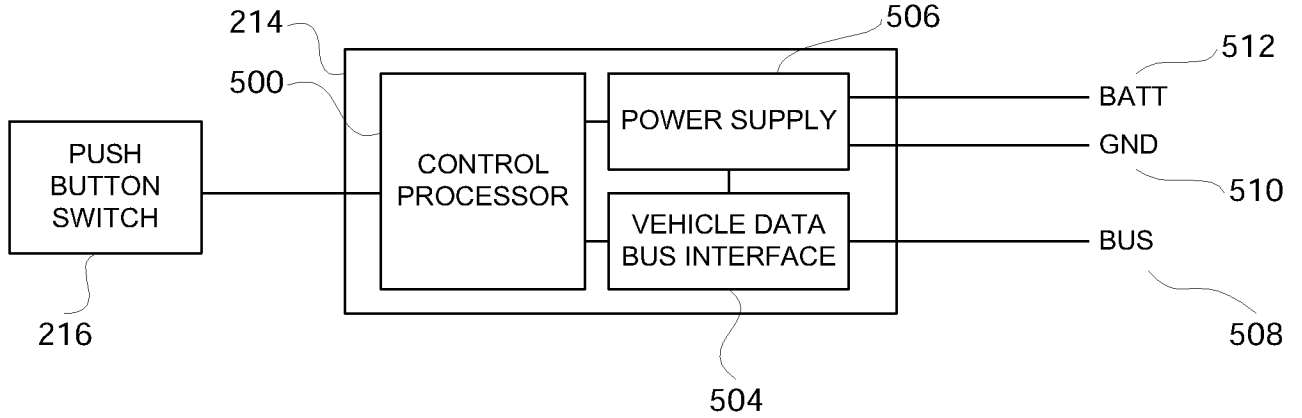 214
506
512
500
BATT
POWER SUPPLY
PUSH
BUTTON
SWITCH
CONTROL
PROCESSOR
GND
510
VEHICLE DATA
BUS INTERFACE
BUS
216
508
504